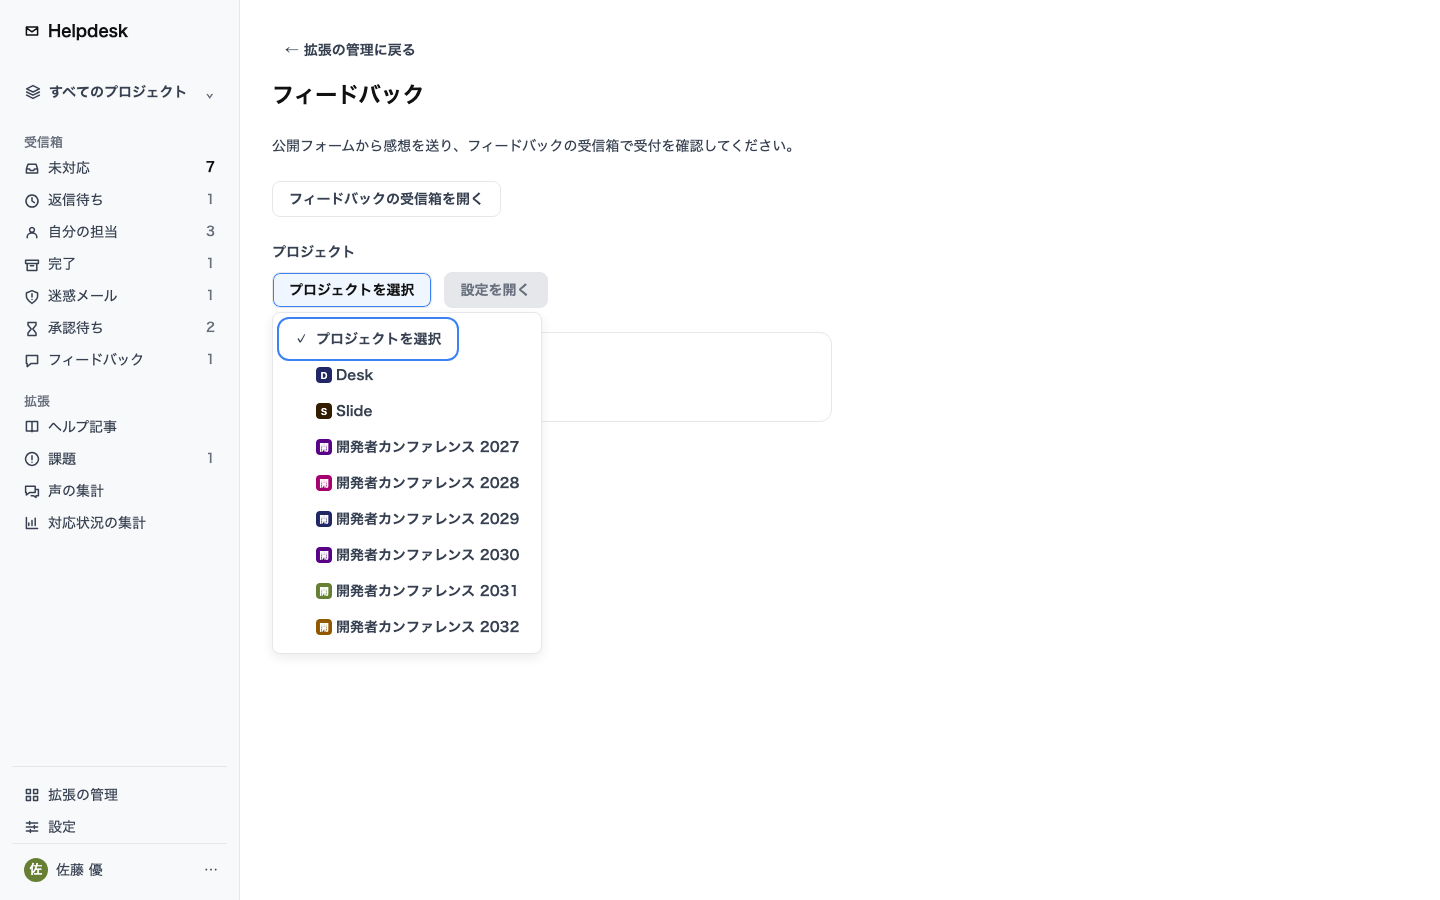 Helpdesk
すべてのプロジェクト
受信箱
未対応 7
返信待ち 1
自分の担当 3
完了 1
迷惑メール 1
承認待ち 2
フィードバック 1
拡張
ヘルプ記事
課題 1
声の集計
対応状況の集計
拡張の管理
設定
佐 佐藤 優 …
← 拡張の管理に戻る
フィードバック
公開フォームから感想を送り、フィードバックの受信箱で受付を確認してください。
フィードバックの受信箱を開く
プロジェクト
プロジェクトを選択 設定を開く
✓ プロジェクトを選択
D Desk
S Slide
開 開発者カンファレンス 2027
開 開発者カンファレンス 2028
開 開発者カンファレンス 2029
開 開発者カンファレンス 2030
開 開発者カンファレンス 2031
開 開発者カンファレンス 2032